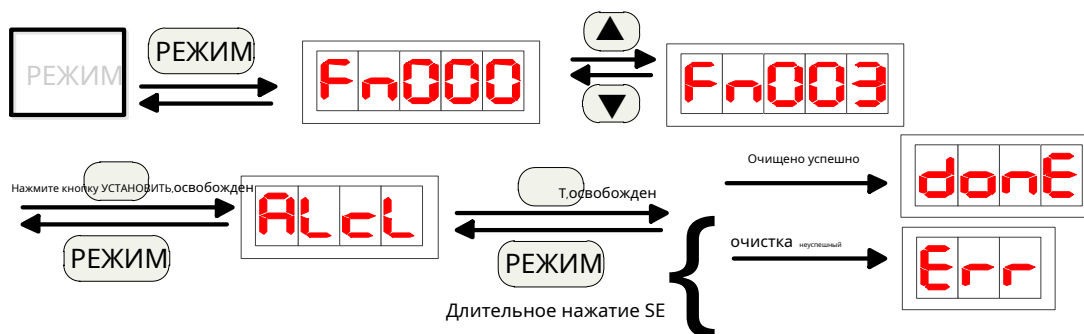 РЕЖИМ
РЕЖИМ
Fn000
Fn003
Нажмите кнопку УСТАНОВИТЬ,освобожден
РЕЖИМ
ALcL
Т,освобожден
РЕЖИМ
Длительное нажатие SE
Очищено успешно
donE
очистка неуспешный
Err